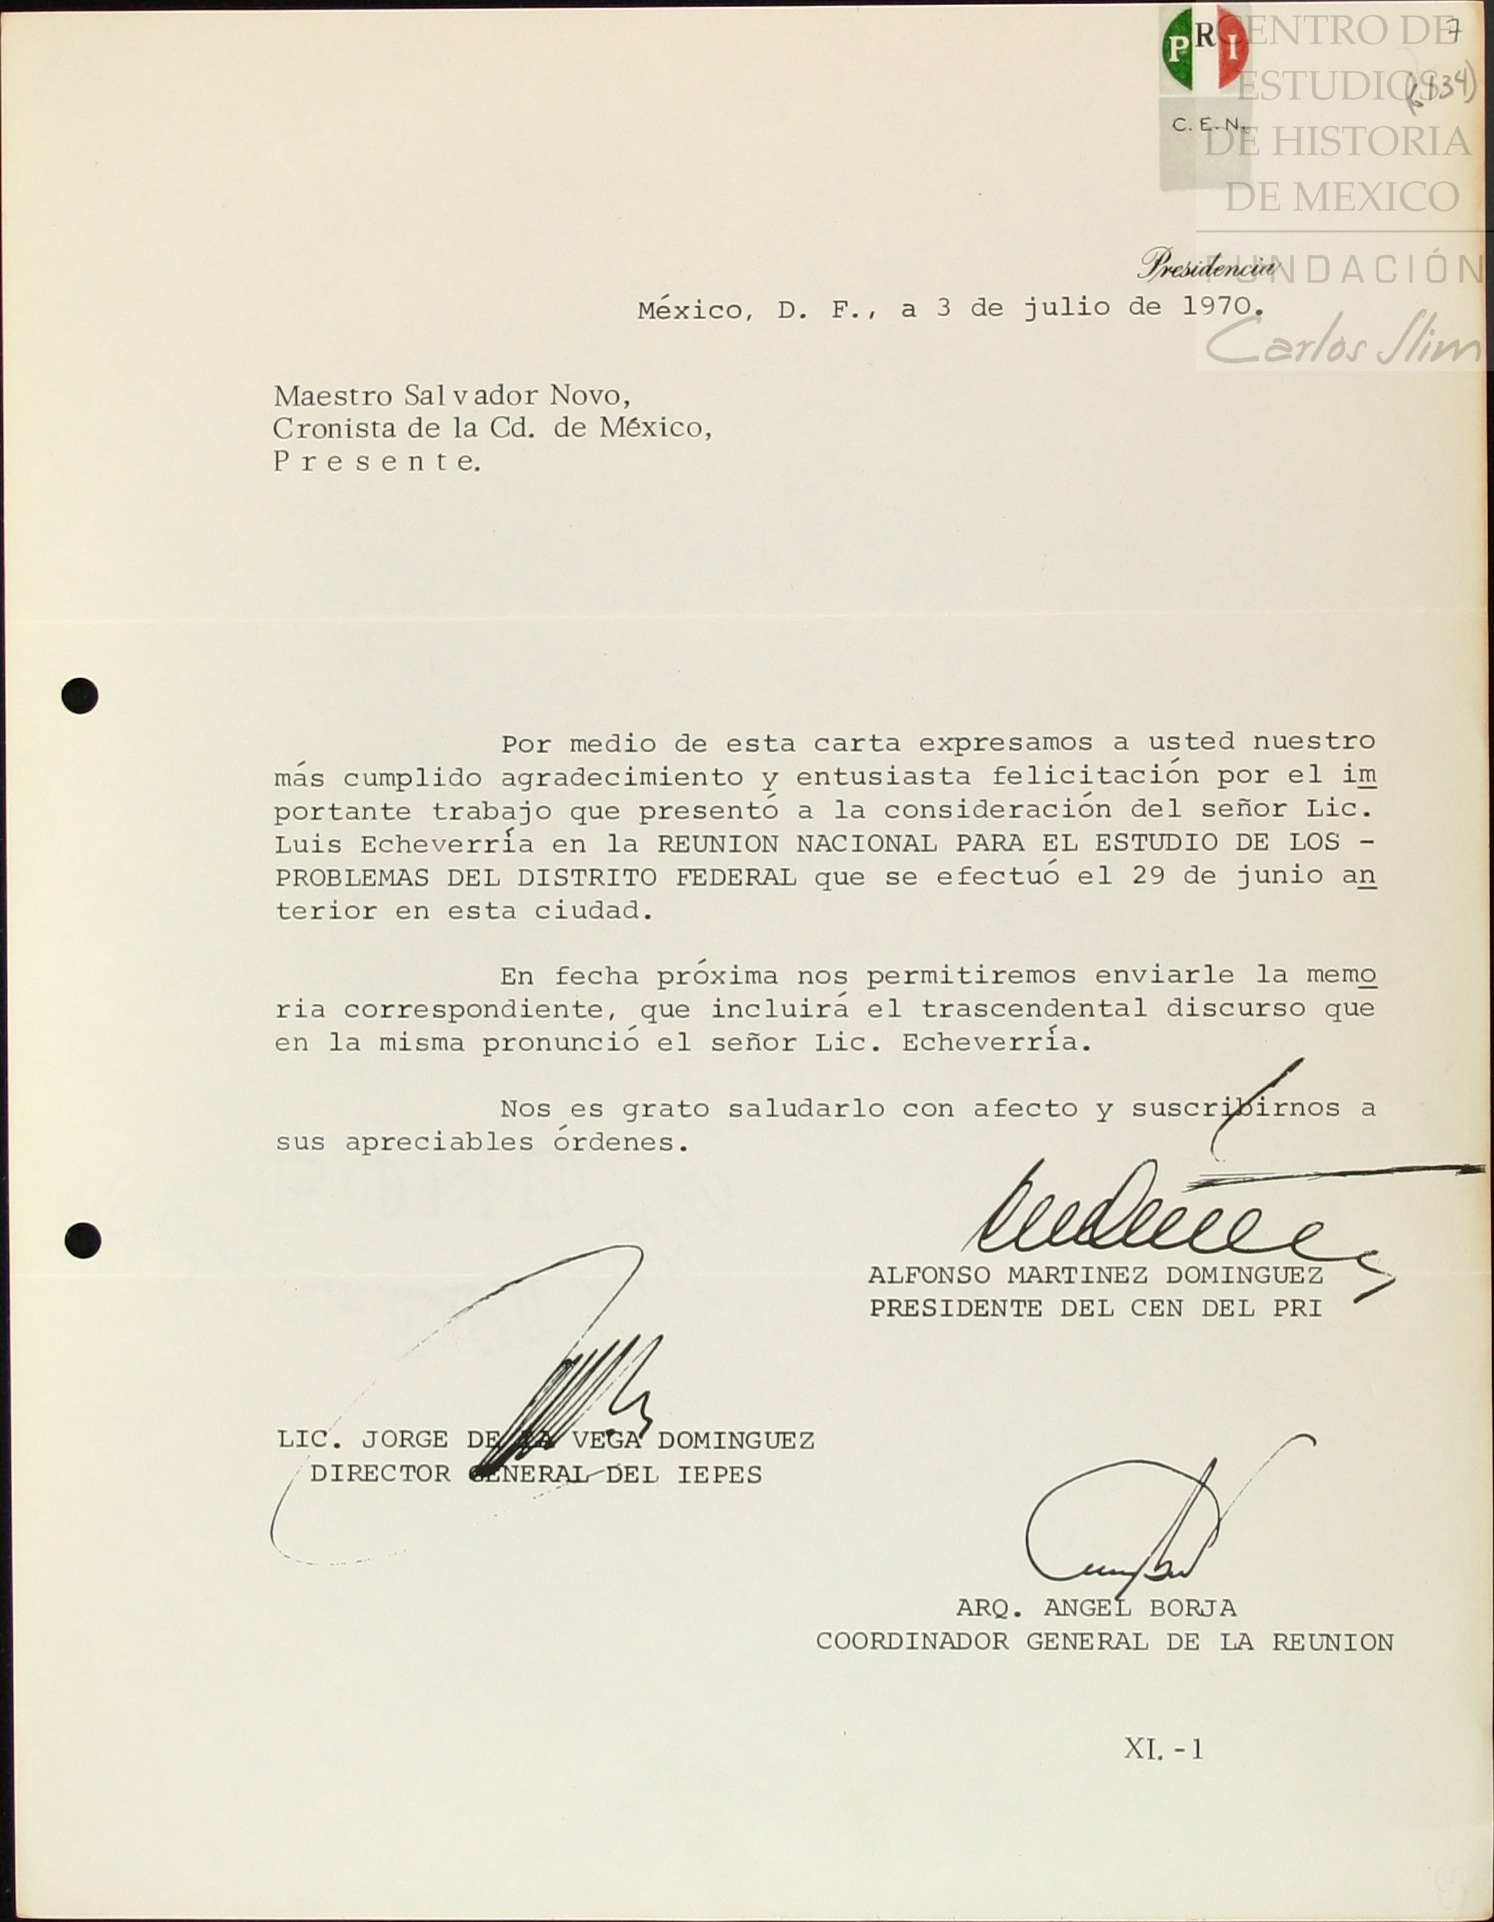 PRI
C. E. N.
CENTRO DE
ESTUDIOS
DE HISTORIA
DE MEXICO
FUNDACIÓN
Carlos Slim
7
Presidencia
México, D. F., a 3 de julio de 1970.
Maestro Salvador Novo,
Cronista de la Cd. de México,
P r e s e n t e.
Por medio de esta carta expresamos a usted nuestro
más cumplido agradecimiento y entusiasta felicitación por el im
portante trabajo que presentó a la consideración del señor Lic.
Luis Echeverría en la REUNION NACIONAL PARA EL ESTUDIO DE LOS -
PROBLEMAS DEL DISTRITO FEDERAL que se efectuó el 29 de junio an
terior en esta ciudad.
En fecha próxima nos permitiremos enviarle la memo
ria correspondiente, que incluirá el trascendental discurso que
en la misma pronunció el señor Lic. Echeverría.
Nos es grato saludarlo con afecto y suscribirnos a
sus apreciables órdenes.
ALFONSO MARTINEZ DOMINGUEZ
PRESIDENTE DEL CEN DEL PRI
LIC. JORGE DE LA VEGA DOMINGUEZ
DIRECTOR GENERAL DEL IEPES
ARQ. ANGEL BORJA
COORDINADOR GENERAL DE LA REUNION
XI. -1